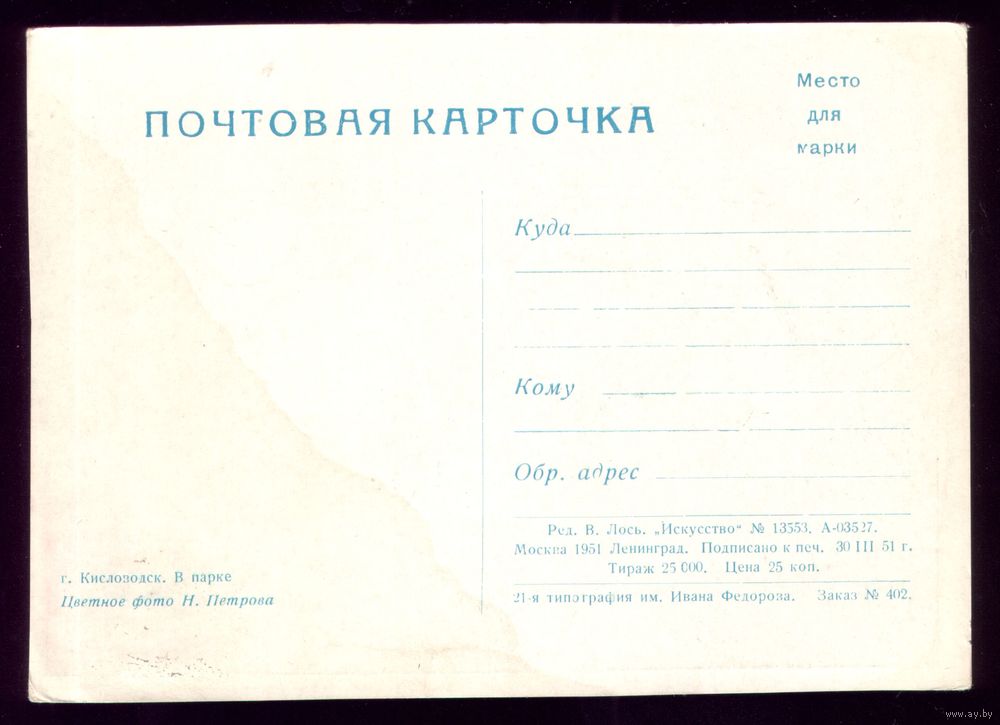 ПОЧТОВАЯ КАРТОЧКА
Место
для
марки
Куда
Кому
Обр. адрес
Ред. В. Лось. „Искусство“ № 13553. А-03527.
Москва 1951 Ленинград. Подписано к печ. 30 III 51 г.
Тираж 25 000. Цена 25 коп.
21-я типография им. Ивана Федорова. Заказ № 402.
г. Кисловодск. В парке
Цветное фото Н. Петрова
www.ay.by